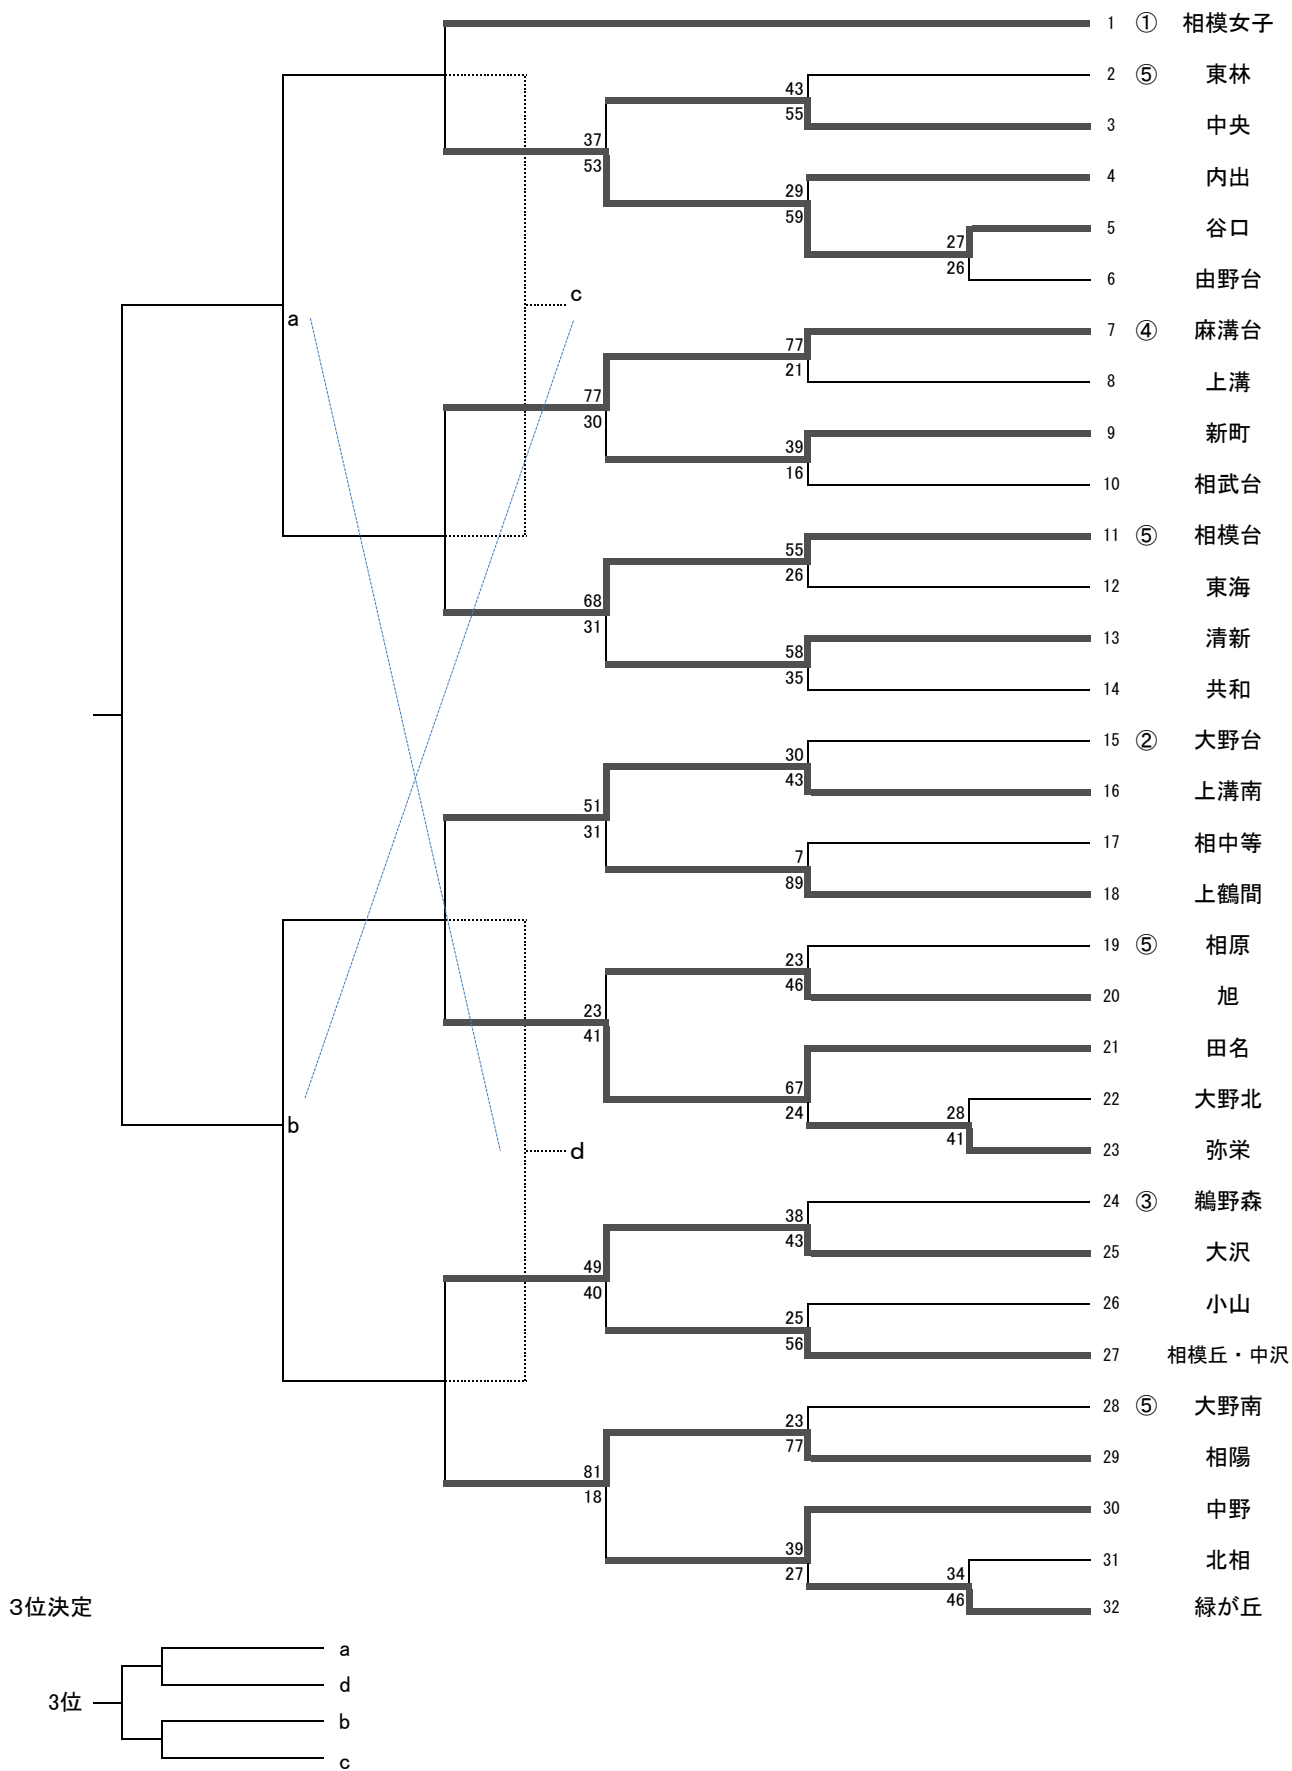 1 ① 相模女子
2 ⑤ 東林
43
55
3 中央
37
53
4 内出
29
59
5 谷口
27
26
6 由野台
c
a
7 ④ 麻溝台
77
21
8 上溝
77
30
9 新町
39
16
10 相武台
11 ⑤ 相模台
55
26
12 東海
68
31
13 清新
58
35
14 共和
15 ② 大野台
30
43
16 上溝南
51
31
17 相中等
7
89
18 上鶴間
19 ⑤ 相原
23
46
20 旭
23
41
21 田名
67
24
22 大野北
28
41
23 弥栄
b
d
24 ③ 鵜野森
38
43
25 大沢
49
40
26 小山
25
56
27 相模丘・中沢
28 ⑤ 大野南
23
77
29 相陽
81
18
30 中野
39
27
31 北相
34
46
32 緑が丘
3位決定
a
d
3位
b
c